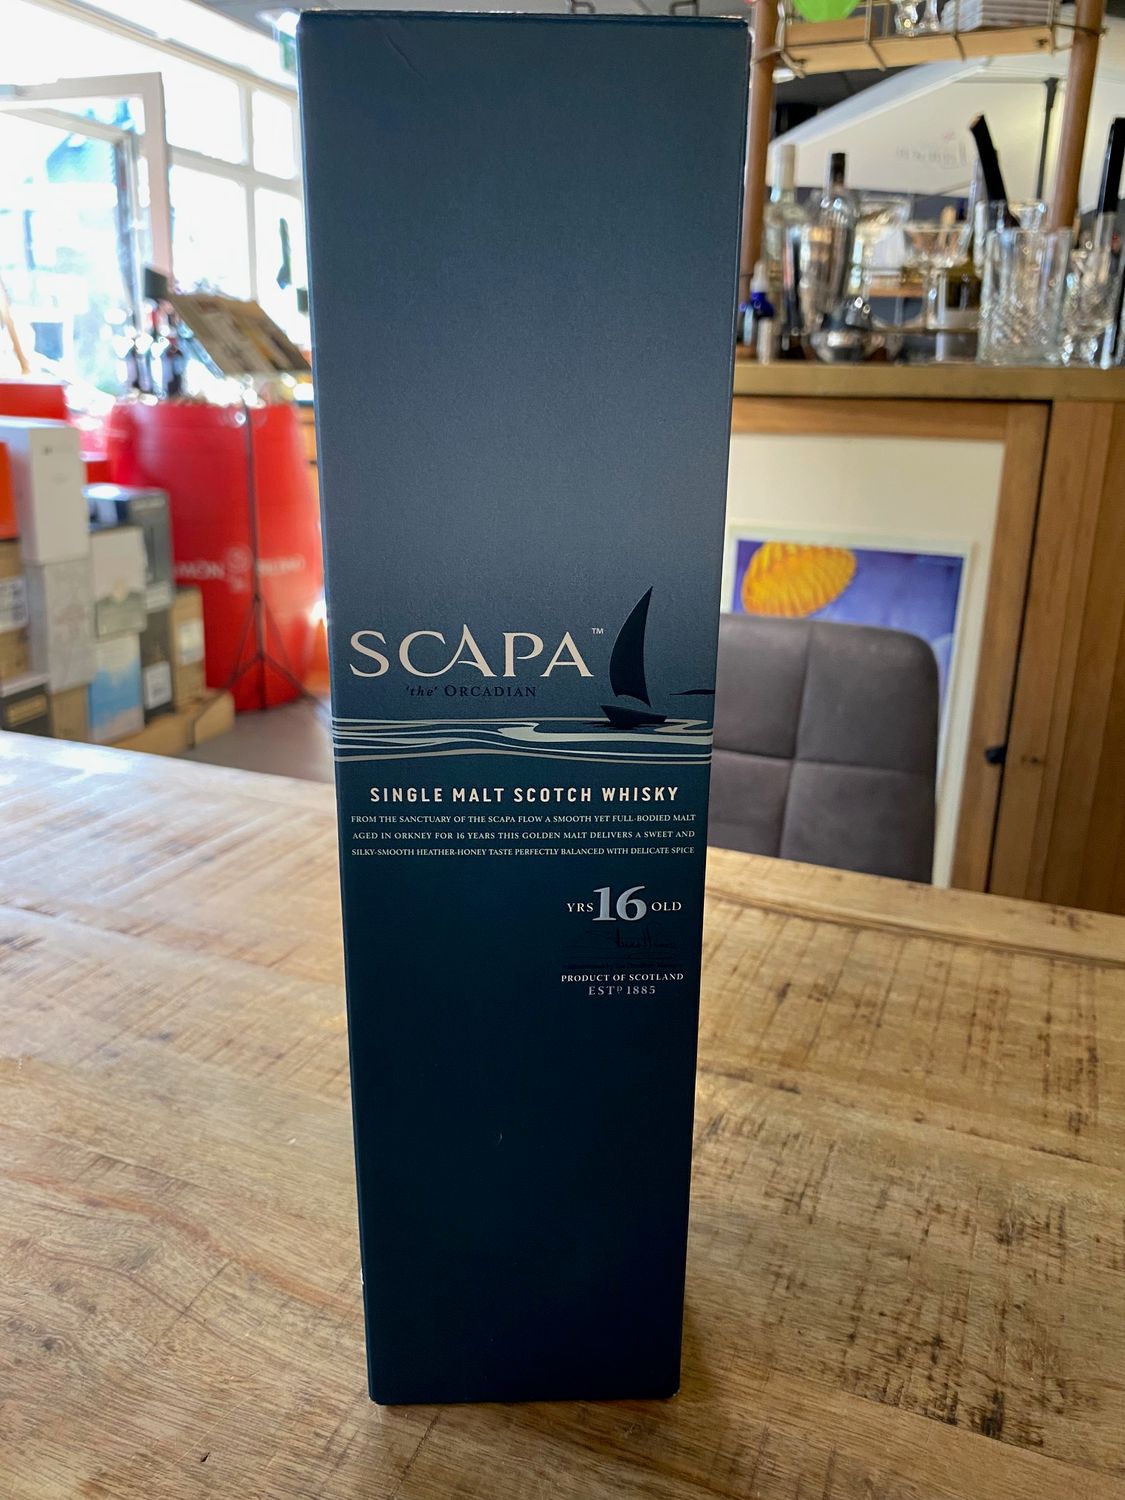 SCAPA™
'the' ORCADIAN
SINGLE MALT SCOTCH WHISKY
FROM THE SANCTUARY OF THE SCAPA FLOW A SMOOTH YET FULL-BODIED MALT
AGED IN ORKNEY FOR 16 YEARS THIS GOLDEN MALT DELIVERS A SWEET AND
SILKY-SMOOTH HEATHER-HONEY TASTE PERFECTLY BALANCED WITH DELICATE SPICE
YRS 16 OLD
PRODUCT OF SCOTLAND
ESTD 1885